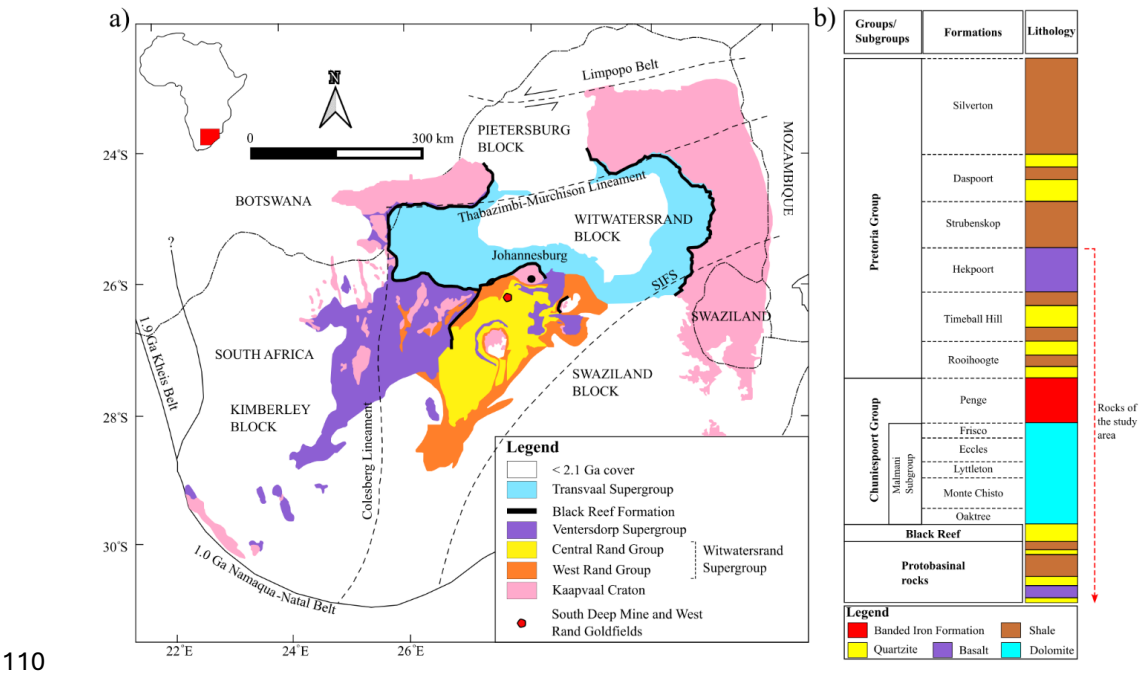 a)
N
0 300 km
Limpopo Belt
PIETERSBURG
BLOCK
MOZAMBIQUE
24°S
BOTSWANA
Thabazimbi-Murchison Lineament
WITWATERSRAND
BLOCK
Johannesburg
?
26°S
SIFS
SWAZILAND
1.9 Ga Kheis Belt
SOUTH AFRICA
SWAZILAND
BLOCK
KIMBERLEY
BLOCK
28°S
Colesberg Lineament
30°S
1.0 Ga Namaqua-Natal Belt
22°E 24°E 26°E
Legend
< 2.1 Ga cover
Transvaal Supergroup
Black Reef Formation
Ventersdorp Supergroup
Central Rand Group
West Rand Group
Witwatersrand
Supergroup
Kaapvaal Craton
South Deep Mine and West
Rand Goldfields
b)
Groups/
Subgroups
Formations
Lithology
Pretoria Group
Silverton
Daspoort
Strubenskop
Hekpoort
Timeball Hill
Rooihoogte
Chuniespoort Group
Penge
Malmani
Subgroup
Frisco
Eccles
Lyttleton
Monte Chisto
Oaktree
Black Reef
Protobasinal
rocks
Rocks of
the study
area
Legend
Banded Iron Formation
Shale
Quartzite
Basalt
Dolomite
110